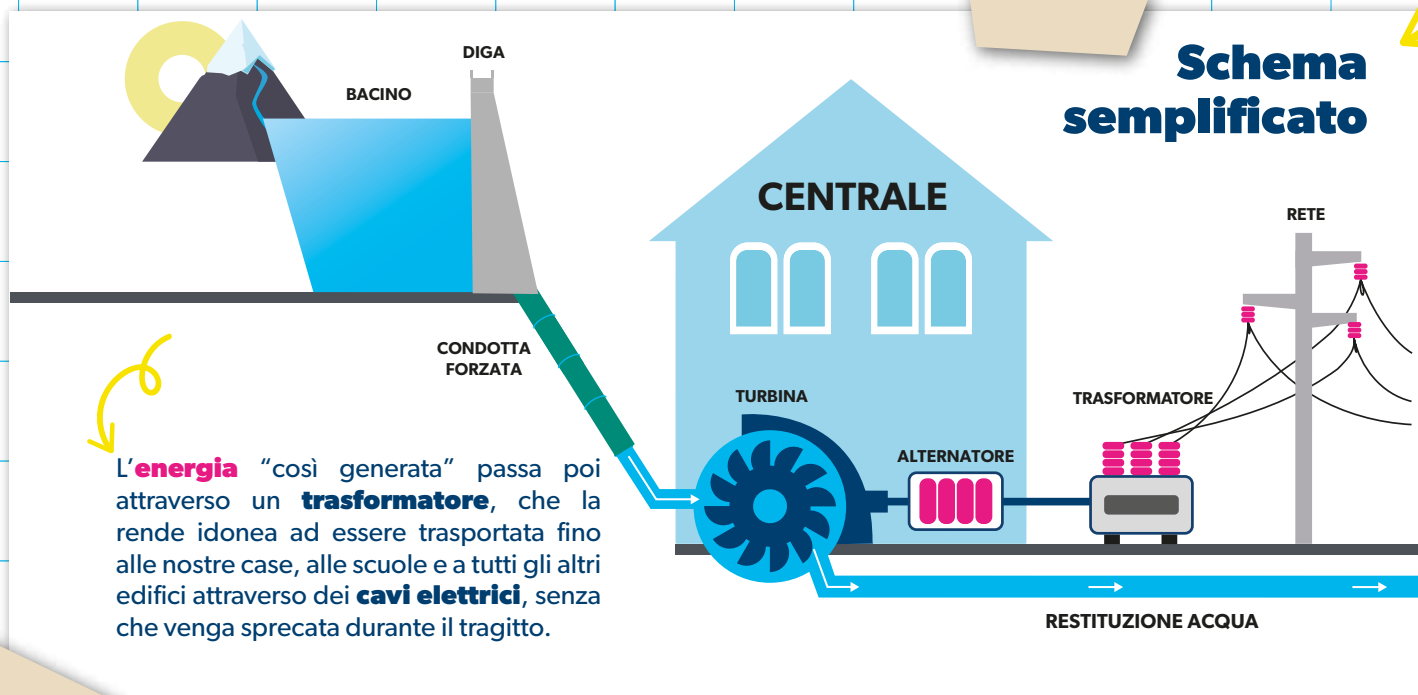 Schema
semplificato
DIGA
BACINO
CENTRALE
RETE
CONDOTTA
FORZATA
TURBINA
TRASFORMATORE
ALTERNATORE
L’energia “così generata” passa poi
attraverso un trasformatore, che la
rende idonea ad essere trasportata fino
alle nostre case, alle scuole e a tutti gli altri
edifici attraverso dei cavi elettrici, senza
che venga sprecata durante il tragitto.
RESTITUZIONE ACQUA